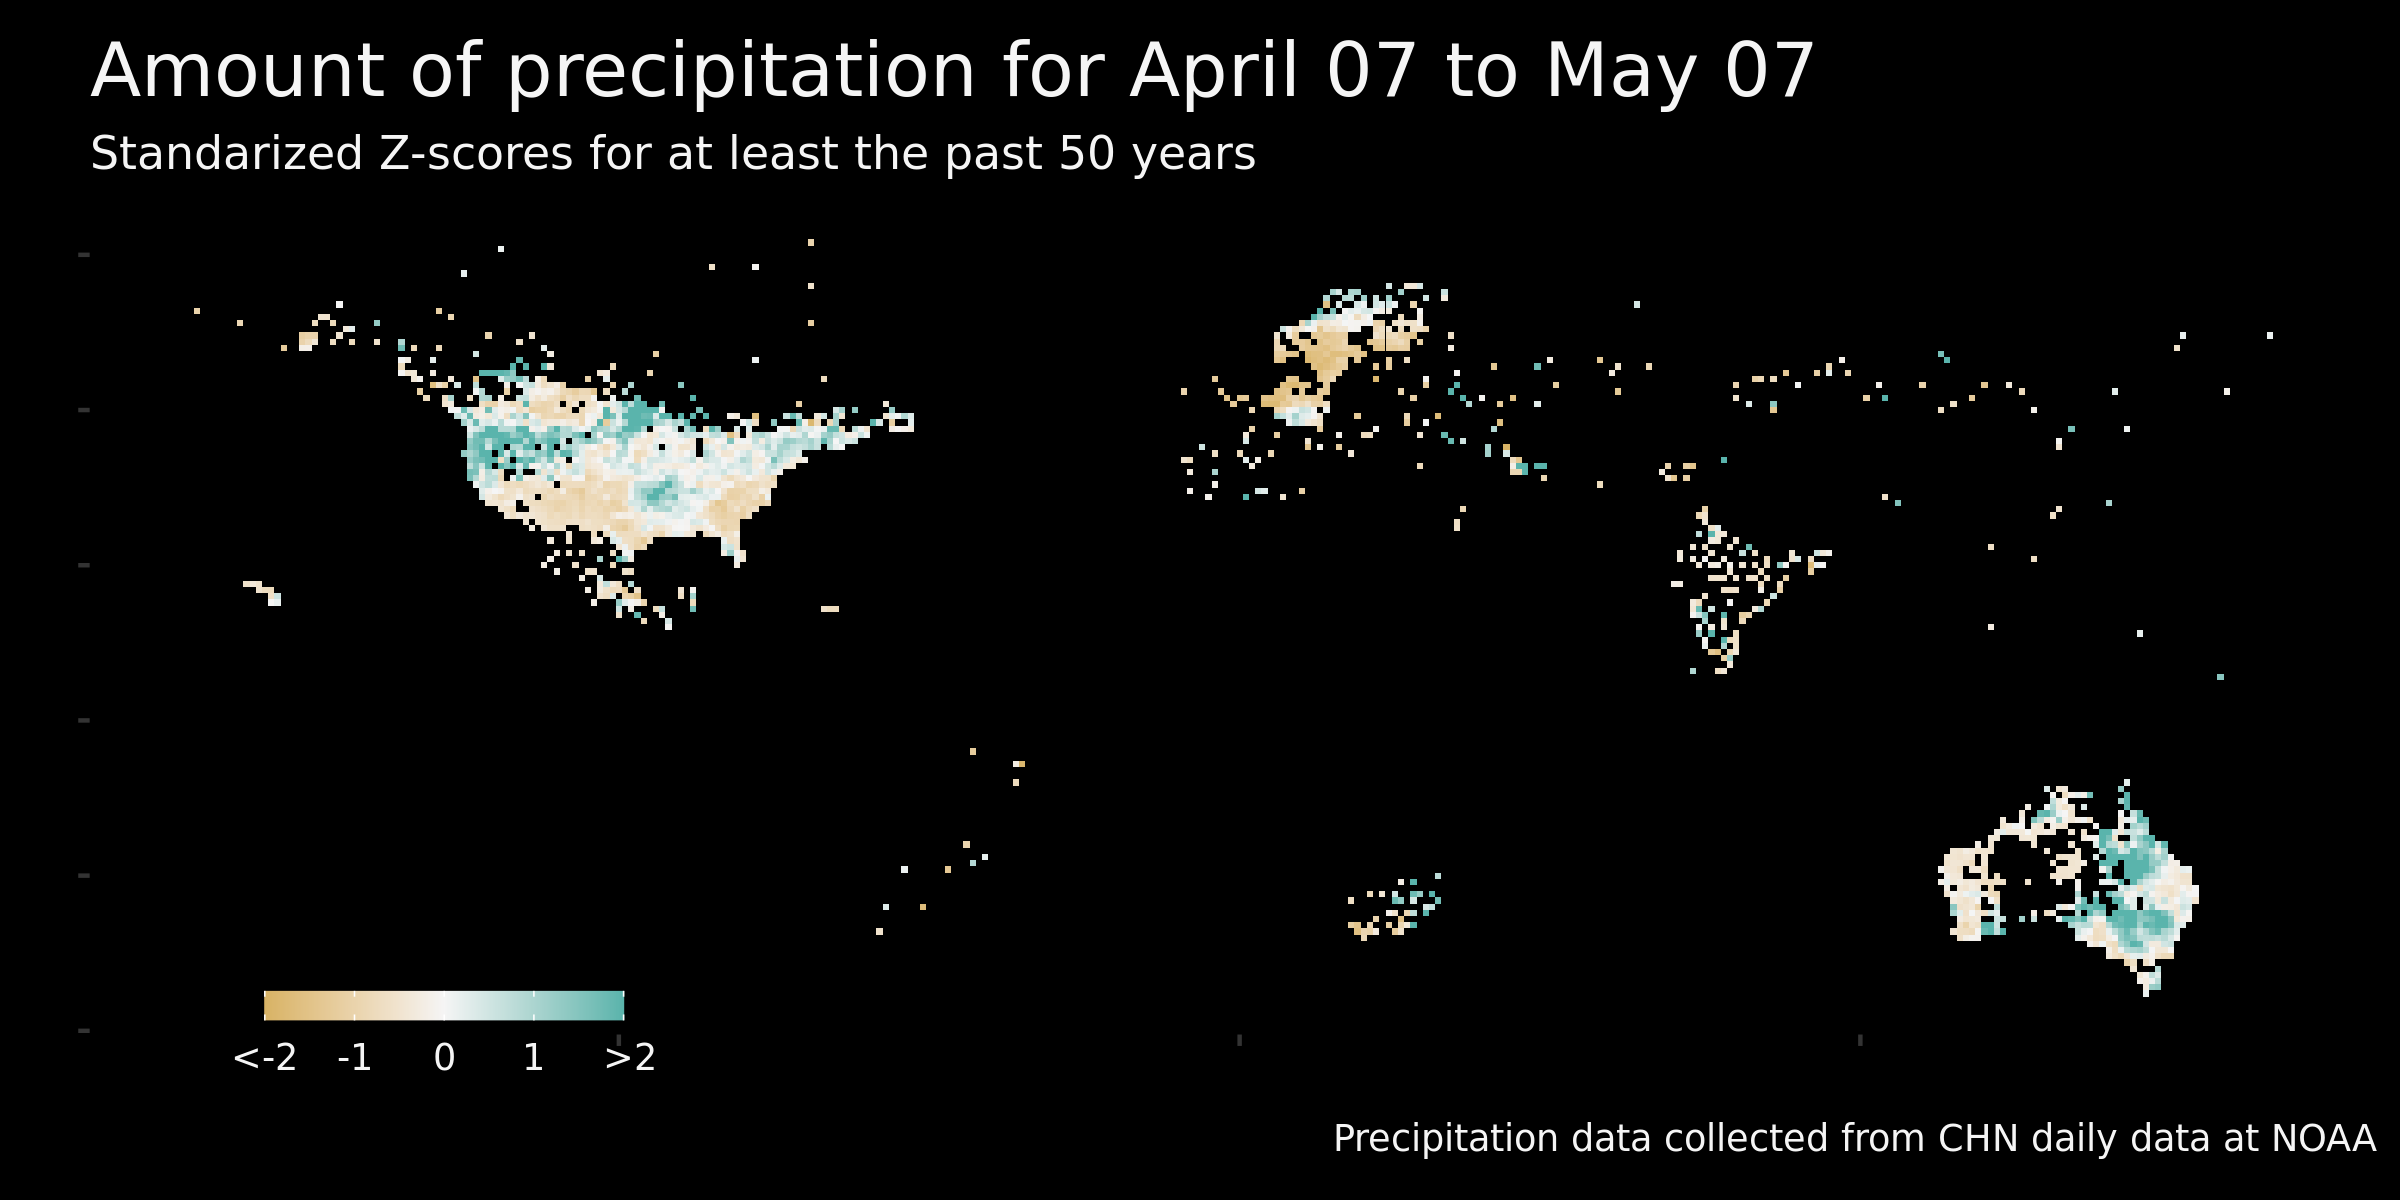 Amount of precipitation for April 07 to May 07
Standarized Z-scores for at least the past 50 years
<-2 -1 0 1 >2
Precipitation data collected from CHN daily data at NOAA